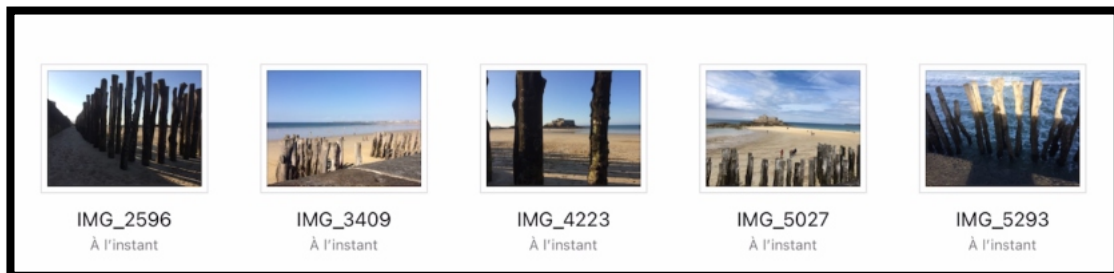 IMG_2596
À l'instant
IMG_3409
À l'instant
IMG_4223
À l'instant
IMG_5027
À l'instant
IMG_5293
À l'instant